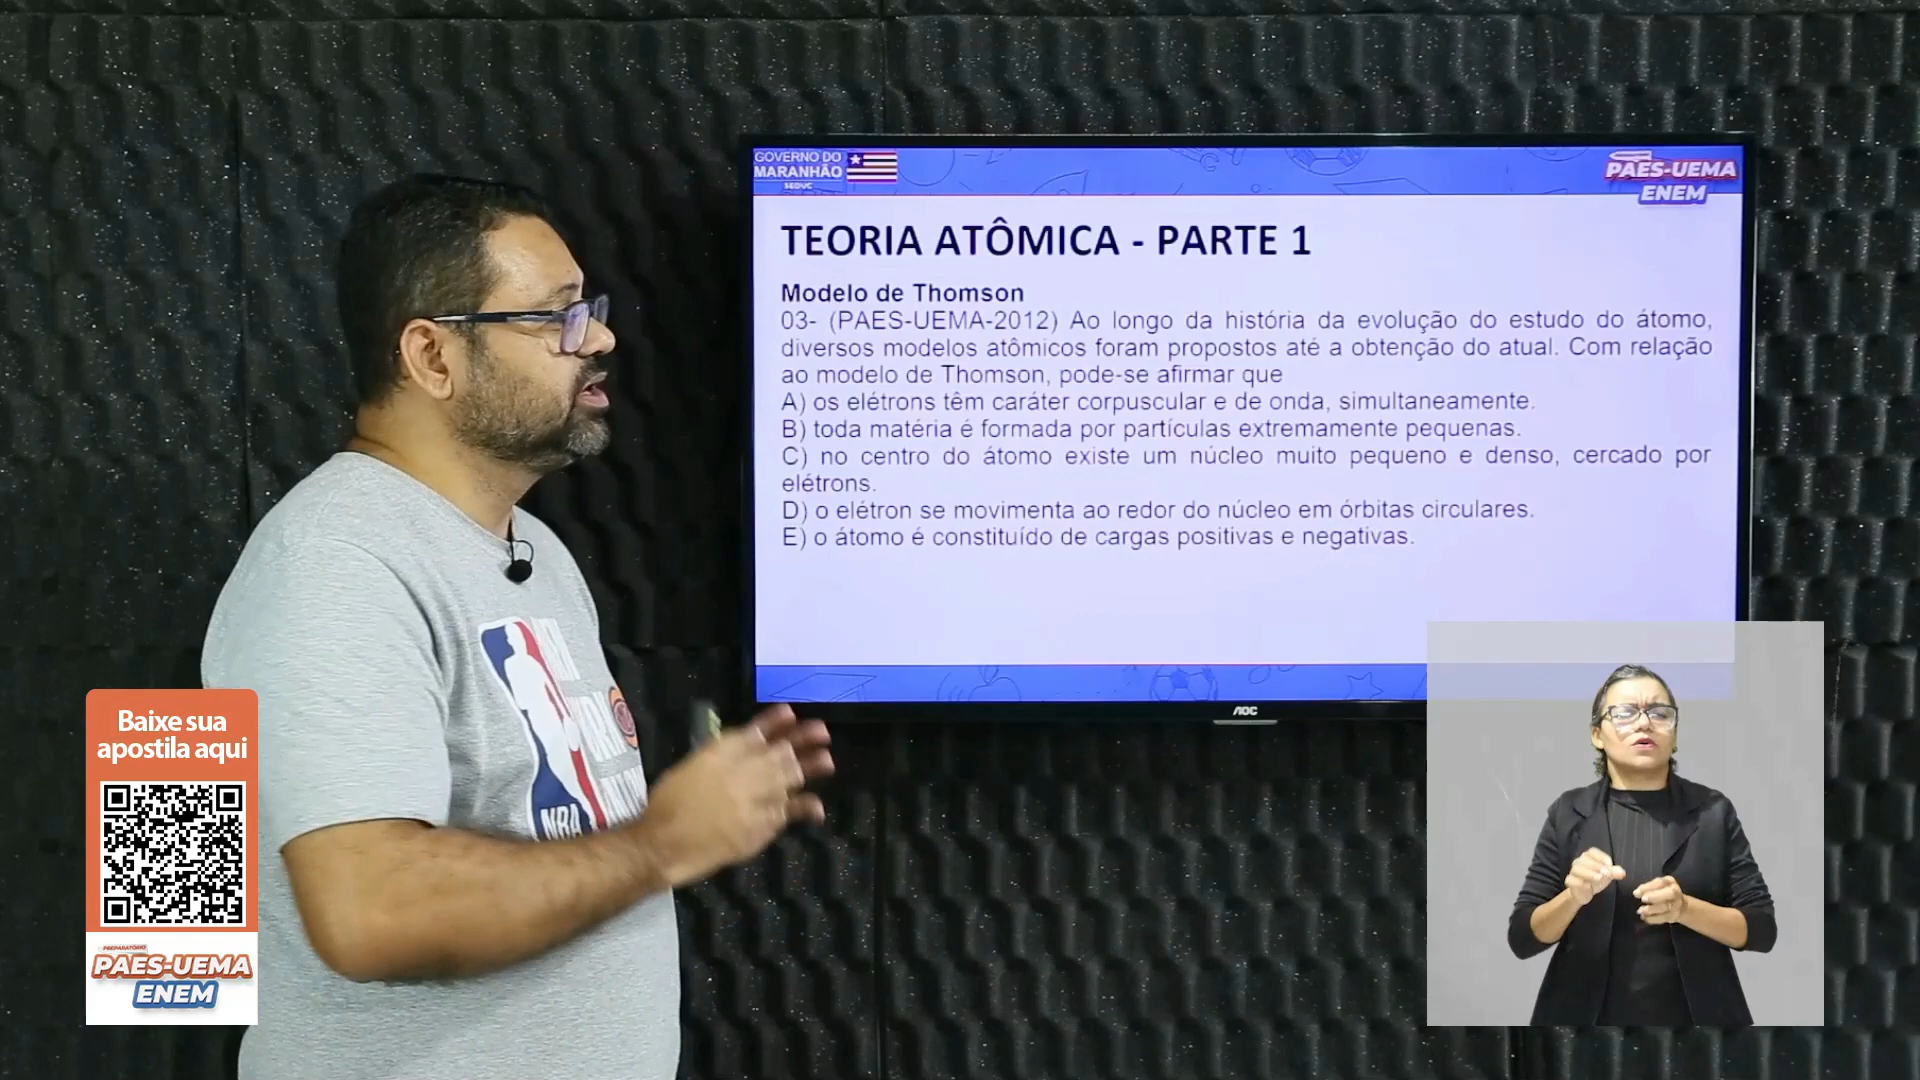 GOVERNO DO
MARANHÃO
SEDUC
PAES-UEMA
ENEM
TEORIA ATÔMICA - PARTE 1
Modelo de Thomson
03- (PAES-UEMA-2012) Ao longo da história da evolução do estudo do átomo,
diversos modelos atômicos foram propostos até a obtenção do atual. Com relação
ao modelo de Thomson, pode-se afirmar que
A) os elétrons têm caráter corpuscular e de onda, simultaneamente.
B) toda matéria é formada por partículas extremamente pequenas.
C) no centro do átomo existe um núcleo muito pequeno e denso, cercado por
elétrons.
D) o elétron se movimenta ao redor do núcleo em órbitas circulares.
E) o átomo é constituído de cargas positivas e negativas.
AOC
NBA
Baixe sua
apostila aqui
PREPARATÓRIO
PAES-UEMA
ENEM